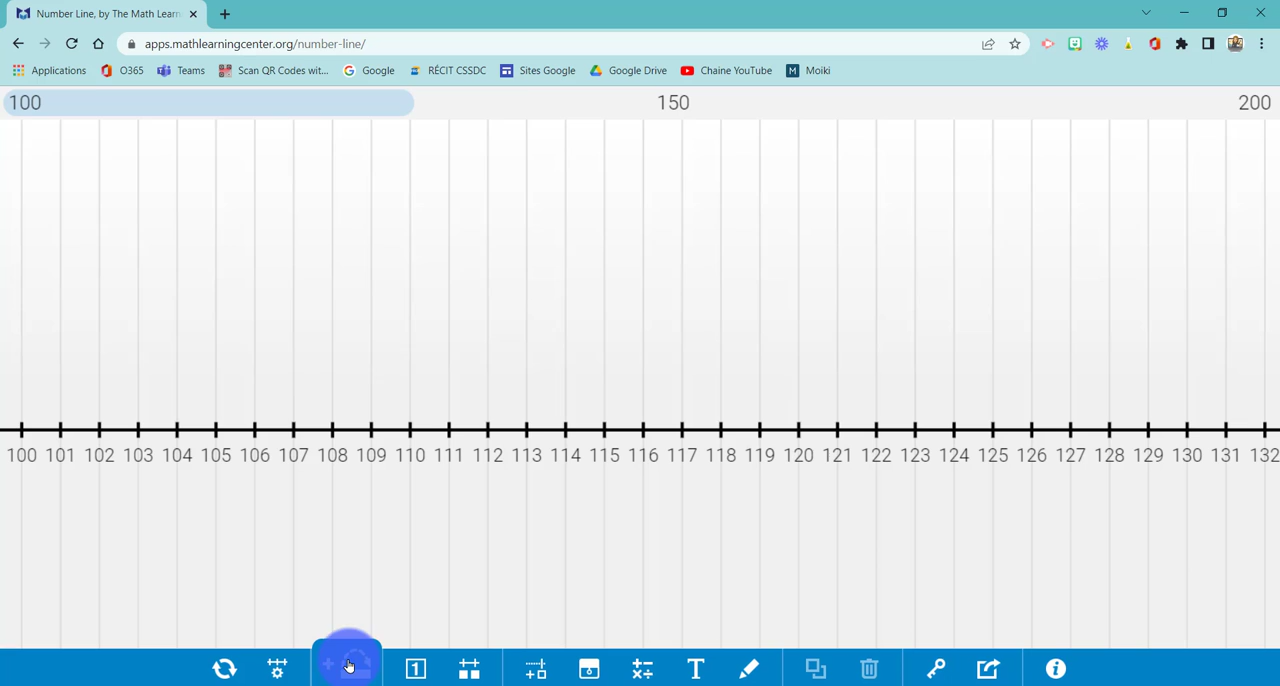 Number Line, by The Math Learn
apps.mathlearningcenter.org/number-line/
Applications O365 Teams Scan QR Codes wit... Google RÉCIT CSSDC Sites Google Google Drive Chaine YouTube M Moiki
100 150 200
100 101 102 103 104 105 106 107 108 109 110 111 112 113 114 115 116 117 118 119 120 121 122 123 124 125 126 127 128 129 130 131 132
1 T